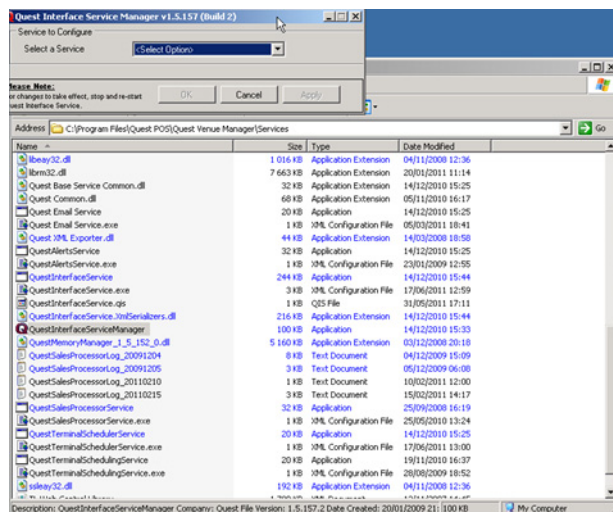 Quest Interface Service Manager v1.5.157 (Build 2)
Service to Configure
Select a Service
<Select Option>
Please Note:
For changes to take effect, stop and re-start
Quest Interface Service.
OK Cancel Apply
Address C:\Program Files\Quest POS\Quest Venue Manager\Services Go
Name Size Type Date Modified
libeay32.dll 1 016 KB Application Extension 04/11/2008 12:36
librm32.dll 7 663 KB Application Extension 20/01/2011 11:14
Quest Base Service Common.dll 32 KB Application Extension 14/12/2010 15:25
Quest Common.dll 68 KB Application Extension 05/11/2010 16:17
Quest Email Service 20 KB Application 14/12/2010 15:25
Quest Email Service.exe 1 KB XML Configuration File 05/03/2011 18:41
Quest XML Exporter.dll 44 KB Application Extension 14/03/2008 18:58
QuestAlertsService 32 KB Application 14/12/2010 15:25
QuestAlertsService.exe 1 KB XML Configuration File 23/01/2009 12:55
QuestInterfaceService 244 KB Application 14/12/2010 15:44
QuestInterfaceService.exe 3 KB XML Configuration File 17/06/2011 12:59
QuestInterfaceService.qis 1 KB QIS File 31/05/2011 17:11
QuestInterfaceService.XmlSerializers.dll 216 KB Application Extension 14/12/2010 15:44
QuestInterfaceServiceManager 100 KB Application 14/12/2010 15:33
QuestMemoryManager_1_5_152_0.dll 5 160 KB Application Extension 03/12/2008 20:18
QuestSalesProcessorLog_20091204 8 KB Text Document 04/12/2009 15:09
QuestSalesProcessorLog_20091205 3 KB Text Document 05/12/2009 06:08
QuestSalesProcessorLog_20110210 1 KB Text Document 10/02/2011 12:00
QuestSalesProcessorLog_20110215 3 KB Text Document 15/02/2011 14:17
QuestSalesProcessorService 32 KB Application 25/09/2008 16:19
QuestSalesProcessorService.exe 1 KB XML Configuration File 25/05/2010 13:24
QuestTerminalSchedulerService 20 KB Application 14/12/2010 15:25
QuestTerminalSchedulerService.exe 1 KB XML Configuration File 17/06/2011 13:00
QuestTerminalSchedulingService 20 KB Application 19/11/2010 16:37
QuestTerminalSchedulingService.exe 1 KB XML Configuration File 28/08/2009 18:52
ssleay32.dll 192 KB Application Extension 04/11/2008 12:36
Description: QuestInterfaceServiceManager Company: Quest File Version: 1.5.157.2 Date Created: 20/01/2009 21: 100 KB My Computer